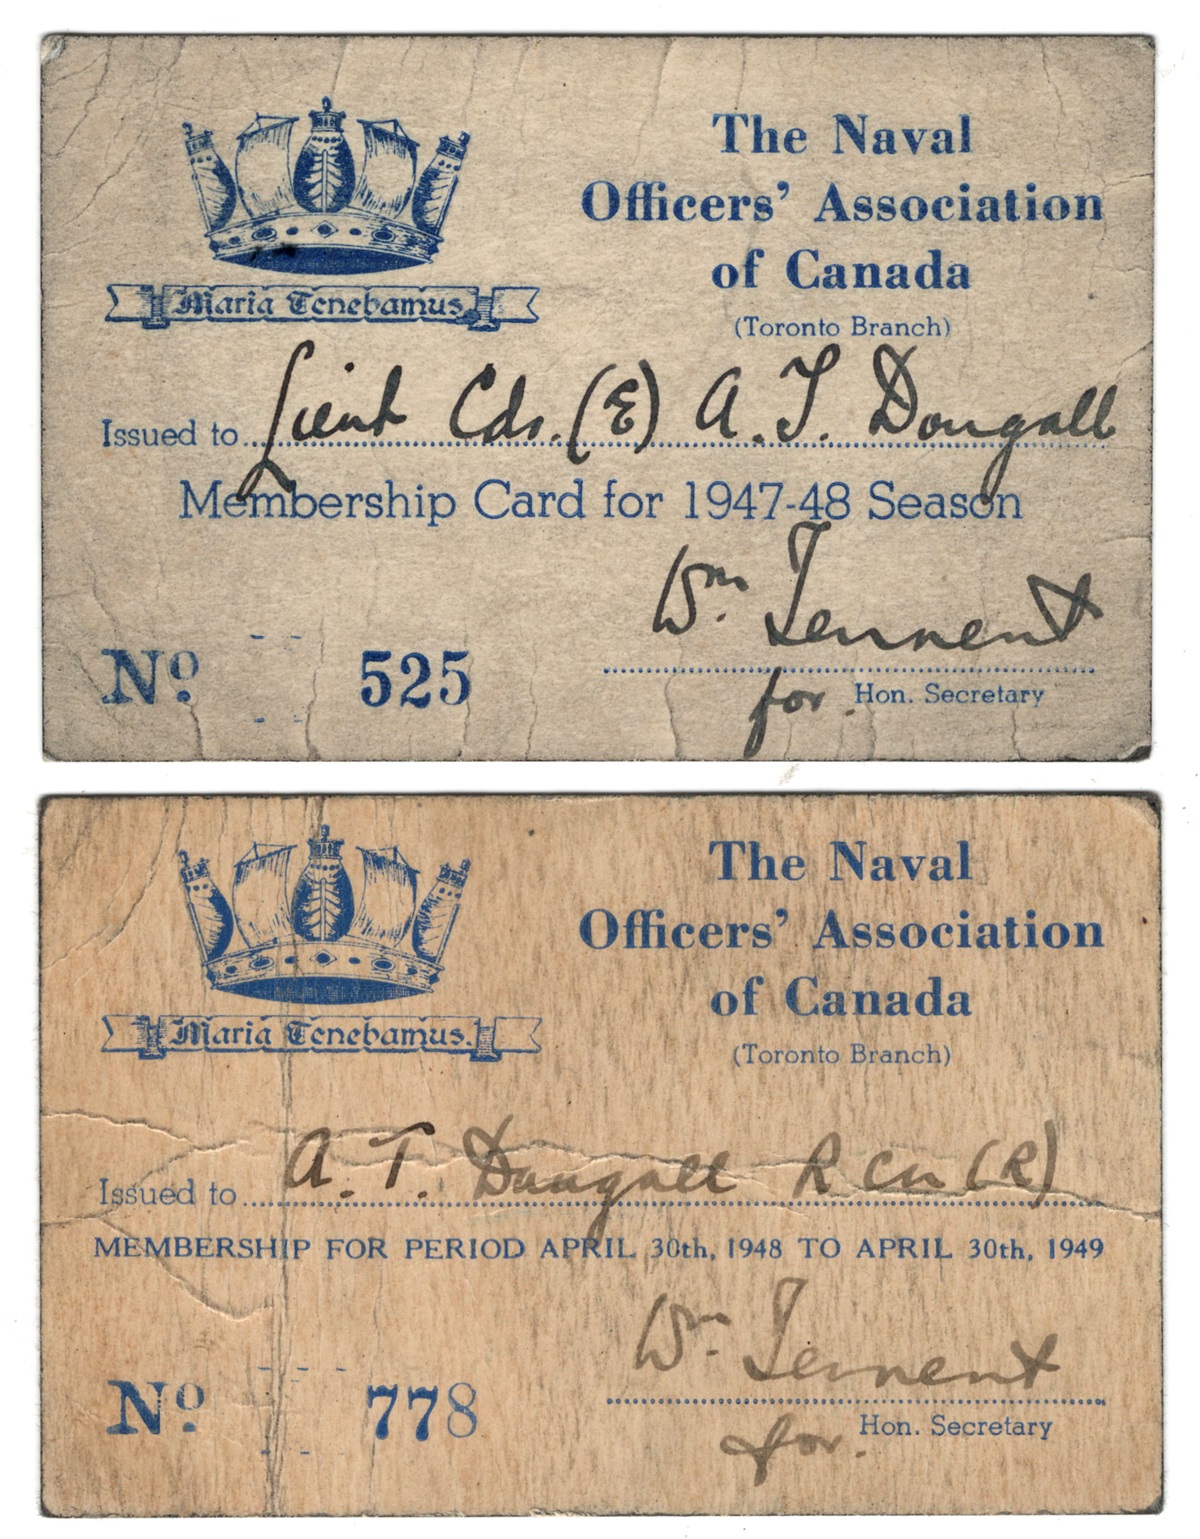 The Naval
Officers' Association
of Canada
(Toronto Branch)
Maria Tenebamus.
Issued to Lieut Cdr. (E) A. T. Dougall
Membership Card for 1947-48 Season
Wm. Tennent
No 525
for. Hon. Secretary
The Naval
Officers' Association
of Canada
(Toronto Branch)
Maria Tenebamus.
Issued to A. T. Dougall RCN (R)
MEMBERSHIP FOR PERIOD APRIL 30th, 1948 TO APRIL 30th, 1949
Wm. Tennent
No 778
for. Hon. Secretary